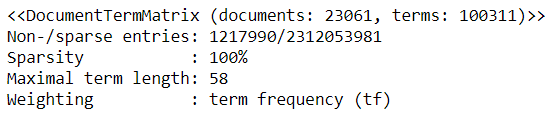 <<DocumentTermMatrix (documents: 23061, terms: 100311)>>
Non-/sparse entries: 1217990/2312053981
Sparsity           : 100%
Maximal term length: 58
Weighting          : term frequency (tf)